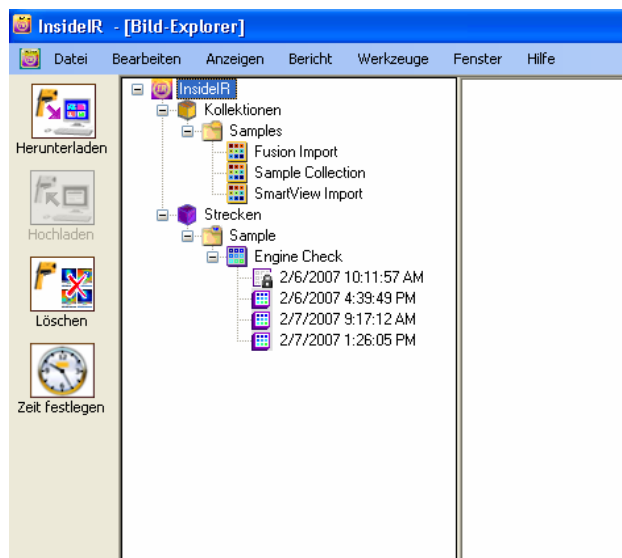 InsideIR - [Bild-Explorer]
Datei Bearbeiten Anzeigen Bericht Werkzeuge Fenster Hilfe
Herunterladen
Hochladen
Löschen
Zeit festlegen
InsideIR
Kollektionen
Samples
Fusion Import
Sample Collection
SmartView Import
Strecken
Sample
Engine Check
2/6/2007 10:11:57 AM
2/6/2007 4:39:49 PM
2/7/2007 9:17:12 AM
2/7/2007 1:26:05 PM